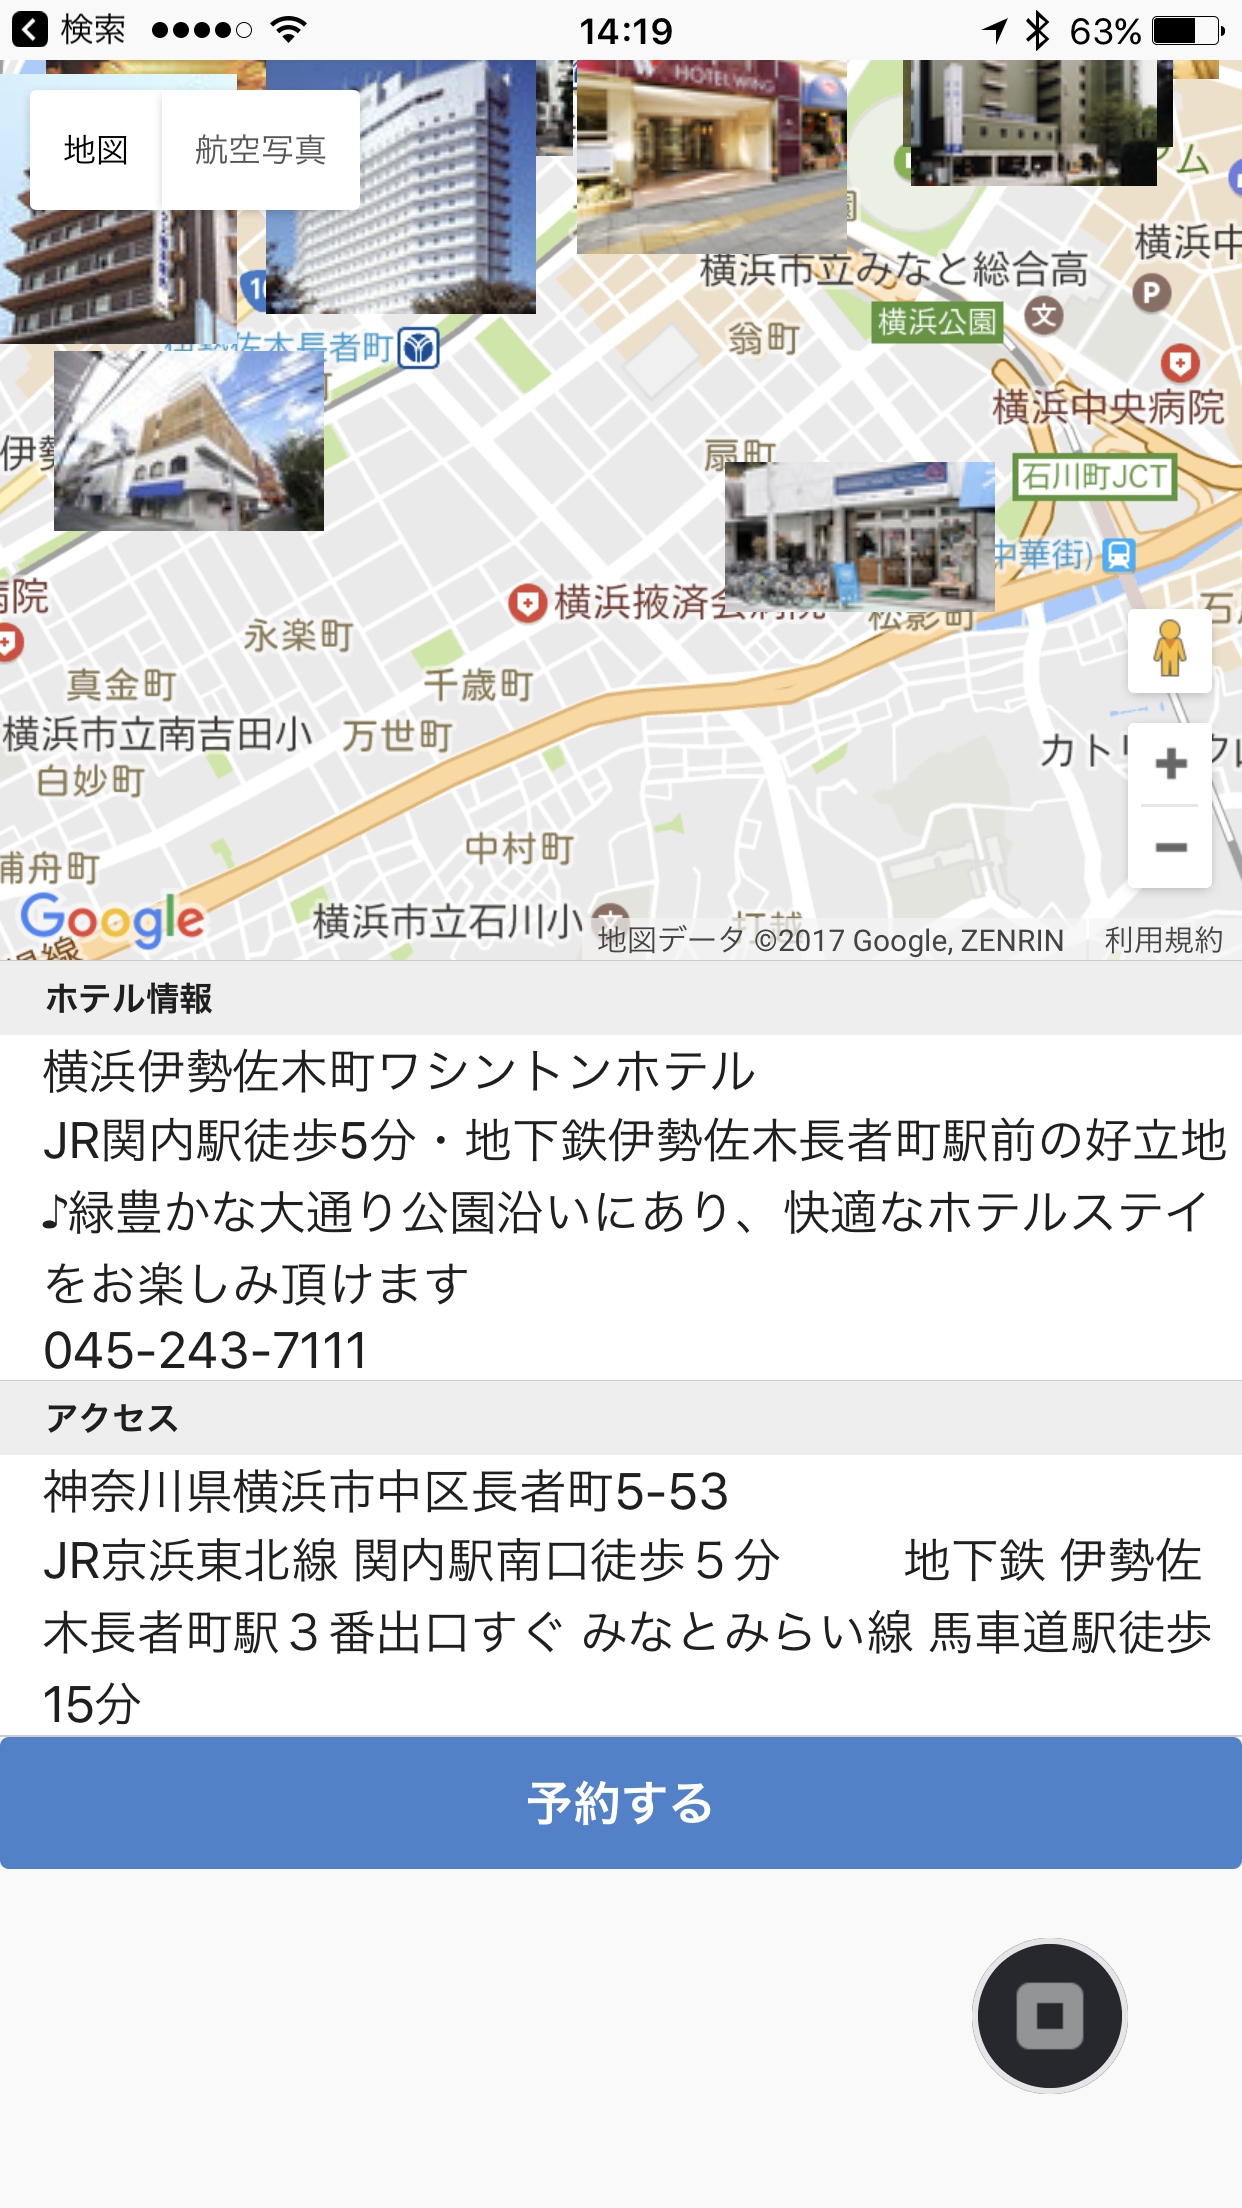 検索
14:19
63%
地図
航空写真
HOTEL WING
横浜市立みなと総合高
横浜中
P
横浜公園
文
翁町
伊勢佐木長者町
横浜中央病院
扇町
石川町JCT
中華街)
横浜掖済会病院
松影町
永楽町
真金町
千歳町
横浜市立南吉田小
万世町
白妙町
中村町
浦舟町
Google
横浜市立石川小
打越
地図データ ©2017 Google, ZENRIN
利用規約
ホテル情報
横浜伊勢佐木町ワシントンホテル
JR関内駅徒歩5分・地下鉄伊勢佐木長者町駅前の好立地
♪緑豊かな大通り公園沿いにあり、快適なホテルステイ
をお楽しみ頂けます
045-243-7111
アクセス
神奈川県横浜市中区長者町5-53
JR京浜東北線 関内駅南口徒歩５分　　 地下鉄 伊勢佐
木長者町駅３番出口すぐ みなとみらい線 馬車道駅徒歩
15分
予約する